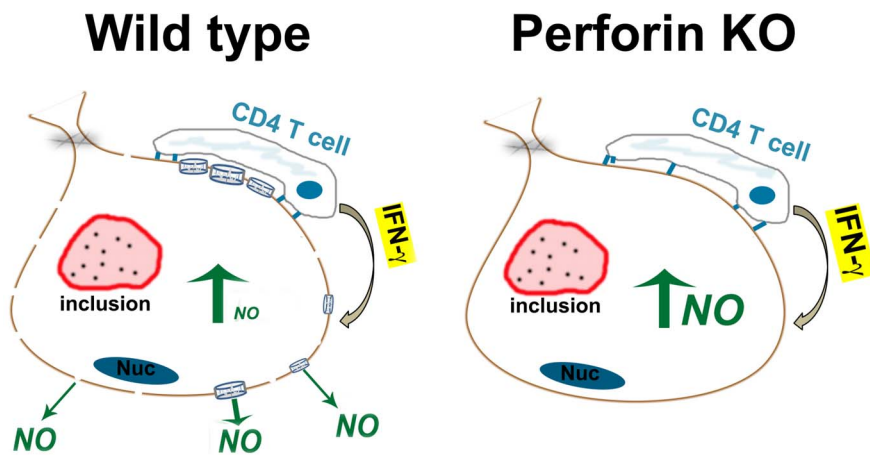 Wild type
CD4 T cell
IFN-γ
inclusion
NO
Nuc
NO
NO
NO
Perforin KO
CD4 T cell
IFN-γ
inclusion
NO
Nuc